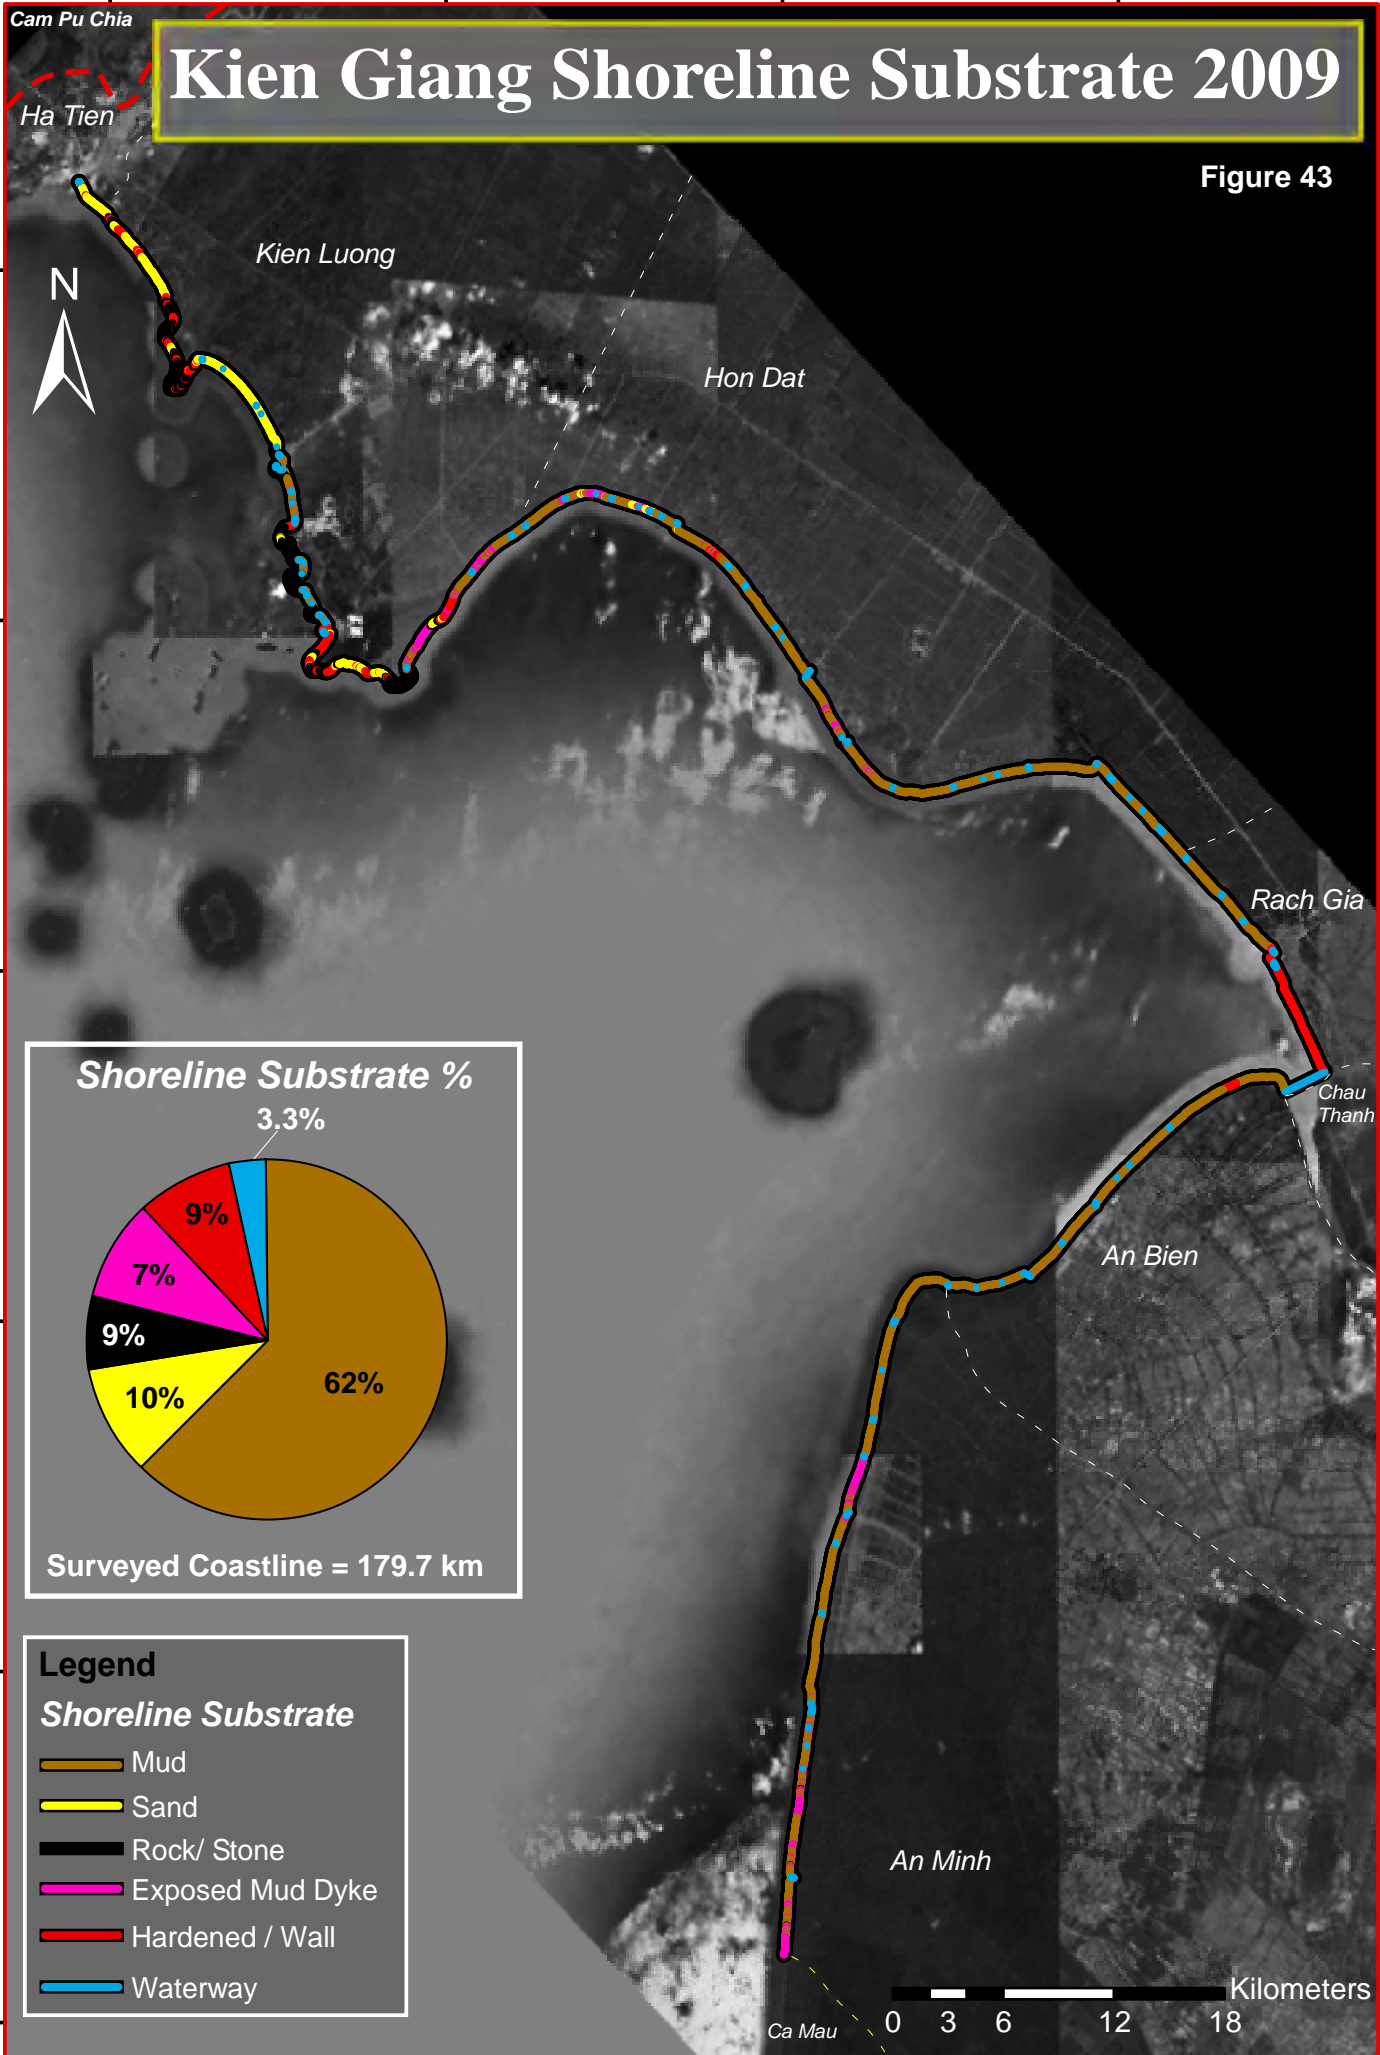 Cam Pu Chia
Kien Giang Shoreline Substrate 2009
Ha Tien
Figure 43
Kien Luong
N
Hon Dat
Rach Gia
Chau
Thanh
An Bien
Shoreline Substrate %
3.3%
9%
7%
9%
10%
62%
Surveyed Coastline = 179.7 km
Legend
Shoreline Substrate
Mud
Sand
Rock/ Stone
Exposed Mud Dyke
Hardened / Wall
Waterway
An Minh
Ca Mau
Kilometers
0 3 6 12 18